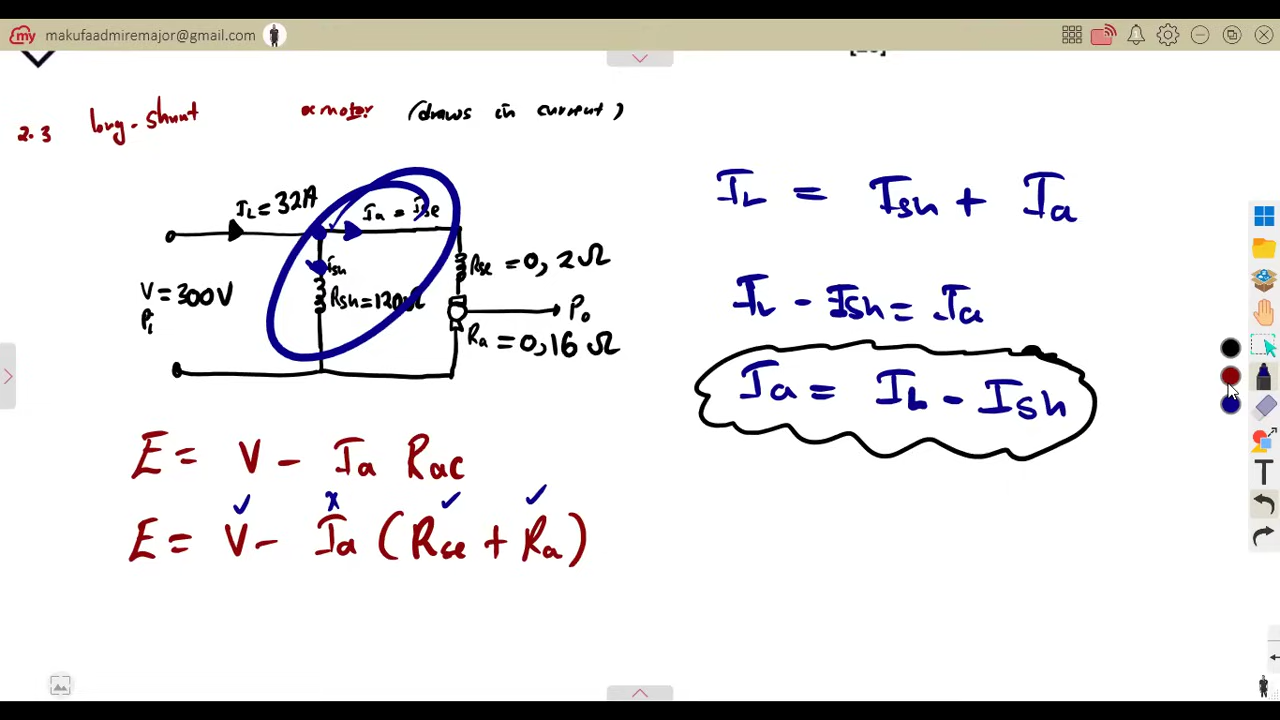 my makufaadmiremajor@gmail.com
2.3 long-shunt motor (draws in current)
IL = 32A
Ia = Ise
Ish
Rsh = 120Ω
V = 300V
Pi
Rse = 0,2Ω
Po
Ra = 0,16Ω
IL = Ish + Ia
IL - Ish = Ia
Ia = IL - Ish
E = V - Ia Rac
E = V - Ia (Rse + Ra)
T